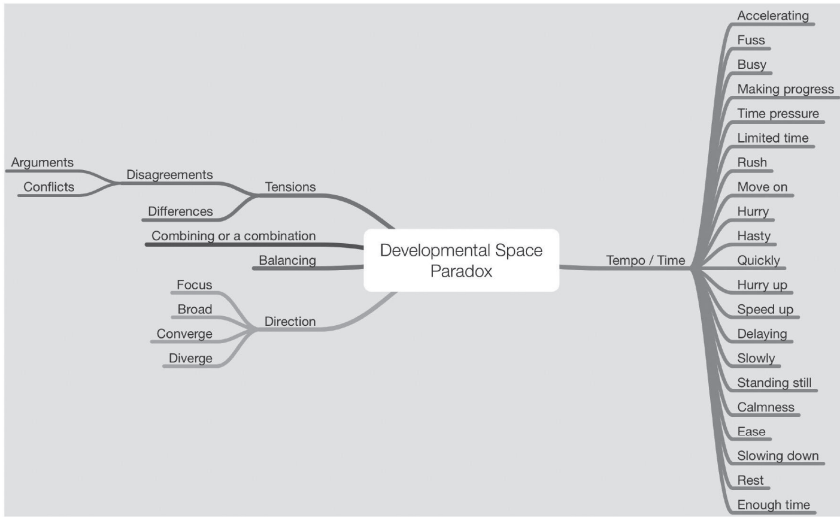 Developmental Space
Paradox
Tensions
Disagreements
Arguments
Conflicts
Differences
Combining or a combination
Balancing
Direction
Focus
Broad
Converge
Diverge
Tempo / Time
Accelerating
Fuss
Busy
Making progress
Time pressure
Limited time
Rush
Move on
Hurry
Hasty
Quickly
Hurry up
Speed up
Delaying
Slowly
Standing still
Calmness
Ease
Slowing down
Rest
Enough time